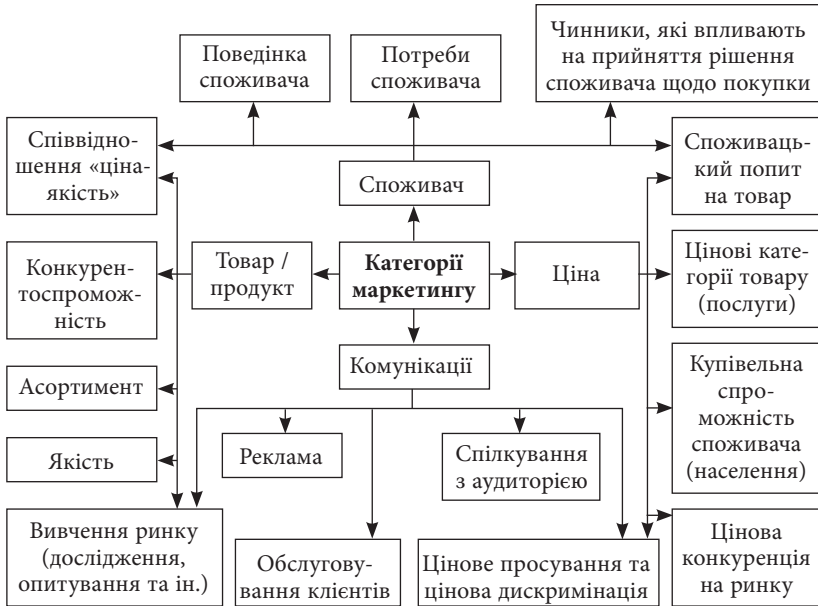 Поведінка
споживача
Потреби
споживача
Чинники, які впливають
на прийняття рішення
споживача щодо покупки
Співвідно-
шення «ціна-
якість»
Споживач
Споживаць-
кий попит
на товар
Конкурен-
тоспромож-
ність
Товар /
продукт
Категорії
маркетингу
Ціна
Цінові кате-
горії товару
(послуги)
Комунікації
Асортимент
Купівельна
спро-
можність
споживача
(населення)
Якість
Реклама
Спілкування
з аудиторією
Вивчення ринку
(дослідження,
опитування та ін.)
Обслугову-
вання клієнтів
Цінове просування та
цінова дискримінація
Цінова
конкуренція
на ринку